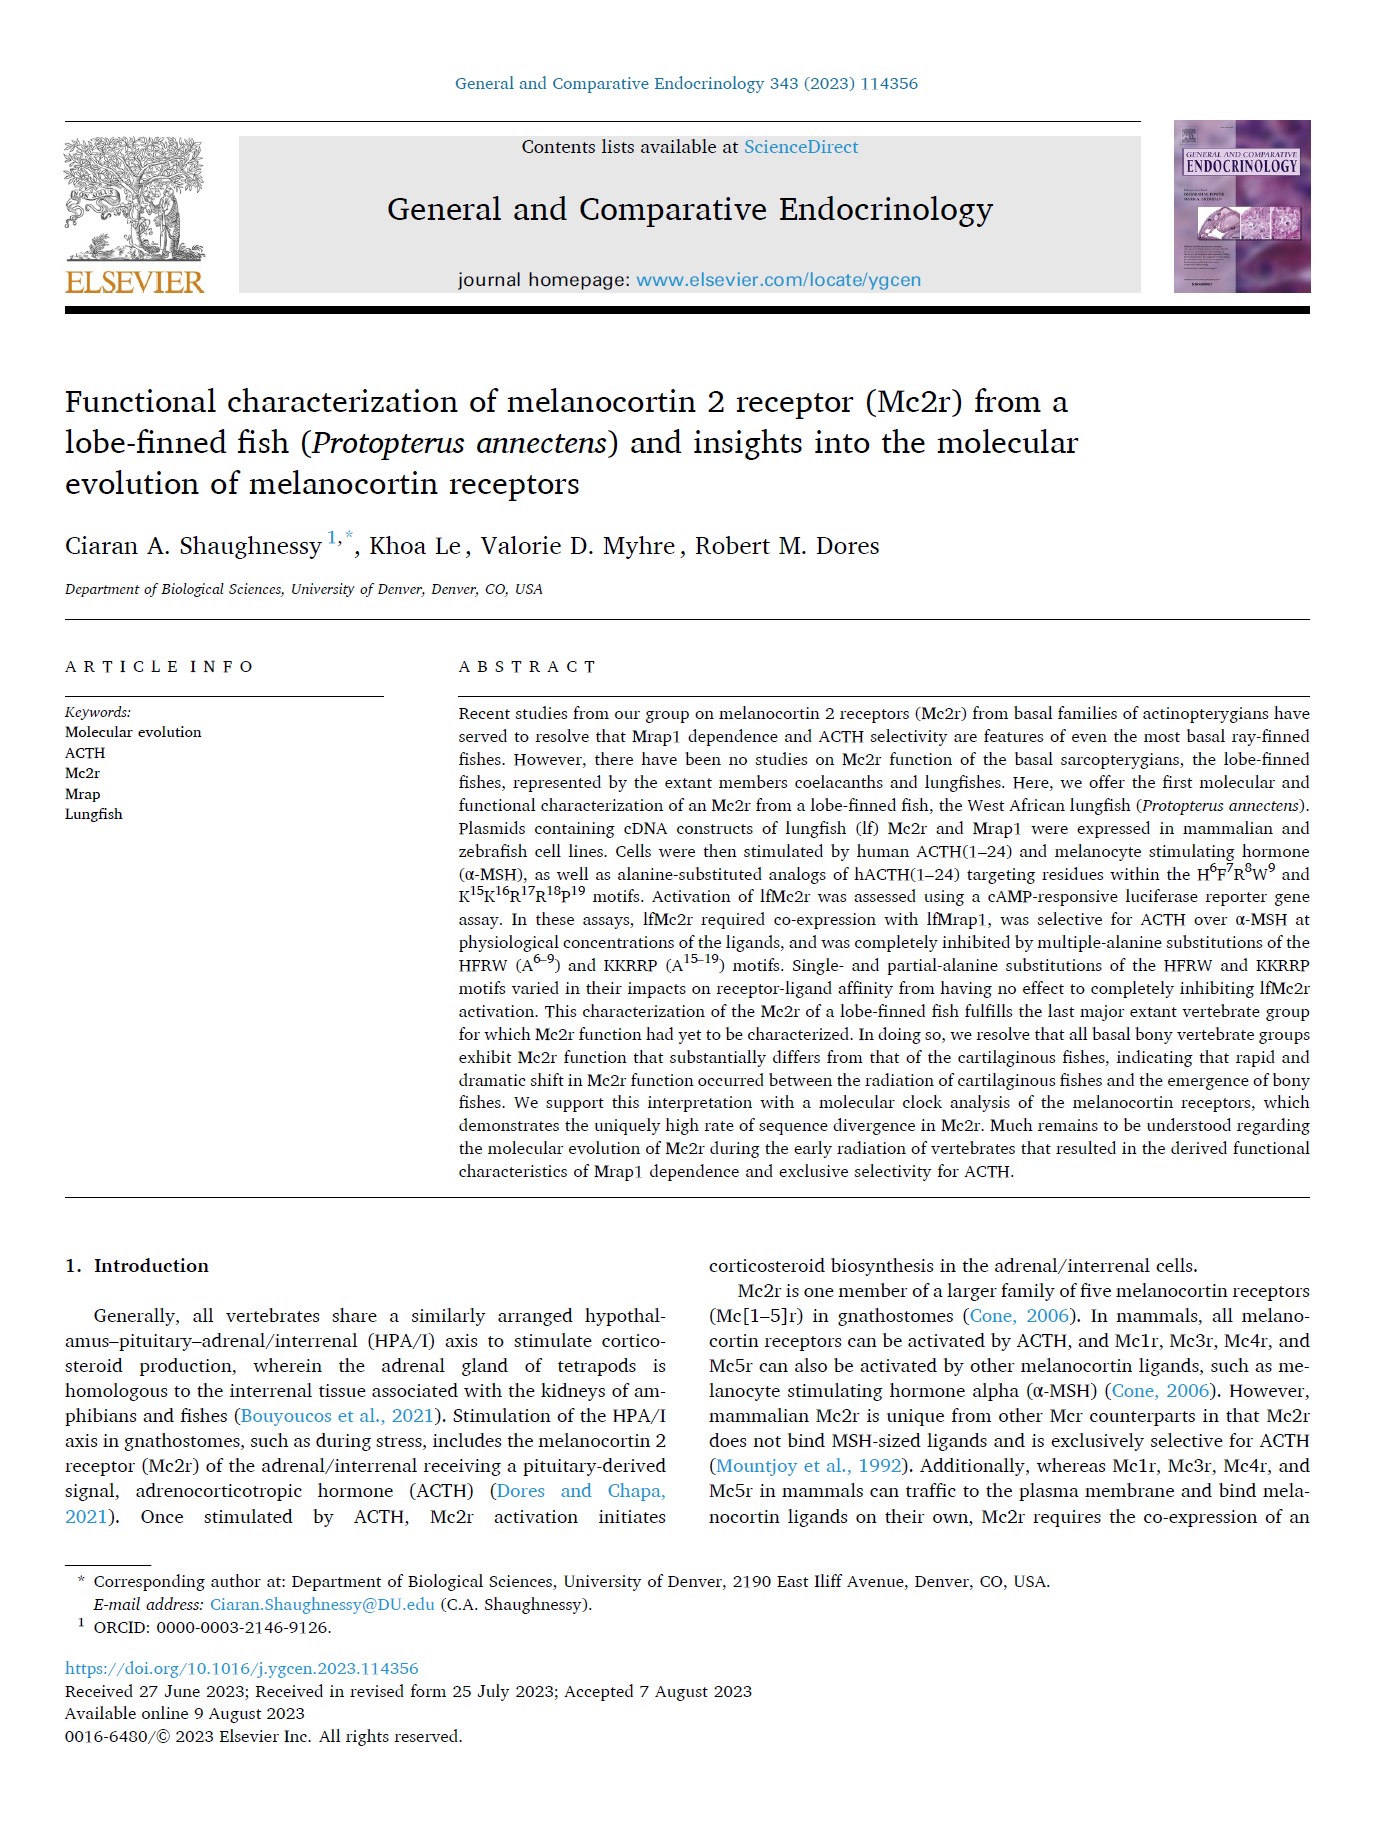 General and Comparative Endocrinology 343 (2023) 114356
Contents lists available at ScienceDirect
General and Comparative Endocrinology
journal homepage: www.elsevier.com/locate/ygcen
ELSEVIER
GENERAL AND COMPARATIVE
ENDOCRINOLOGY
Functional characterization of melanocortin 2 receptor (Mc2r) from a
lobe-finned fish (Protopterus annectens) and insights into the molecular
evolution of melanocortin receptors
Ciaran A. Shaughnessy 1,*, Khoa Le, Valorie D. Myhre, Robert M. Dores
Department of Biological Sciences, University of Denver, Denver, CO, USA
ARTICLE INFO
Keywords:
Molecular evolution
ACTH
Mc2r
Mrap
Lungfish
ABSTRACT
Recent studies from our group on melanocortin 2 receptors (Mc2r) from basal families of actinopterygians have
served to resolve that Mrap1 dependence and ACTH selectivity are features of even the most basal ray-finned
fishes. However, there have been no studies on Mc2r function of the basal sarcopterygians, the lobe-finned
fishes, represented by the extant members coelacanths and lungfishes. Here, we offer the first molecular and
functional characterization of an Mc2r from a lobe-finned fish, the West African lungfish (Protopterus annectens).
Plasmids containing cDNA constructs of lungfish (lf) Mc2r and Mrap1 were expressed in mammalian and
zebrafish cell lines. Cells were then stimulated by human ACTH(1–24) and melanocyte stimulating hormone
(α-MSH), as well as alanine-substituted analogs of hACTH(1–24) targeting residues within the H6F7R8W9 and
K15K16R17R18P19 motifs. Activation of lfMc2r was assessed using a cAMP-responsive luciferase reporter gene
assay. In these assays, lfMc2r required co-expression with lfMrap1, was selective for ACTH over α-MSH at
physiological concentrations of the ligands, and was completely inhibited by multiple-alanine substitutions of the
HFRW (A6–9) and KKRRP (A15–19) motifs. Single- and partial-alanine substitutions of the HFRW and KKRRP
motifs varied in their impacts on receptor-ligand affinity from having no effect to completely inhibiting lfMc2r
activation. This characterization of the Mc2r of a lobe-finned fish fulfills the last major extant vertebrate group
for which Mc2r function had yet to be characterized. In doing so, we resolve that all basal bony vertebrate groups
exhibit Mc2r function that substantially differs from that of the cartilaginous fishes, indicating that rapid and
dramatic shift in Mc2r function occurred between the radiation of cartilaginous fishes and the emergence of bony
fishes. We support this interpretation with a molecular clock analysis of the melanocortin receptors, which
demonstrates the uniquely high rate of sequence divergence in Mc2r. Much remains to be understood regarding
the molecular evolution of Mc2r during the early radiation of vertebrates that resulted in the derived functional
characteristics of Mrap1 dependence and exclusive selectivity for ACTH.
1. Introduction
Generally, all vertebrates share a similarly arranged hypothal-
amus–pituitary–adrenal/interrenal (HPA/I) axis to stimulate cortico-
steroid production, wherein the adrenal gland of tetrapods is
homologous to the interrenal tissue associated with the kidneys of am-
phibians and fishes (Bouyoucos et al., 2021). Stimulation of the HPA/I
axis in gnathostomes, such as during stress, includes the melanocortin 2
receptor (Mc2r) of the adrenal/interrenal receiving a pituitary-derived
signal, adrenocorticotropic hormone (ACTH) (Dores and Chapa,
2021). Once stimulated by ACTH, Mc2r activation initiates
corticosteroid biosynthesis in the adrenal/interrenal cells.
Mc2r is one member of a larger family of five melanocortin receptors
(Mc[1–5]r) in gnathostomes (Cone, 2006). In mammals, all melano-
cortin receptors can be activated by ACTH, and Mc1r, Mc3r, Mc4r, and
Mc5r can also be activated by other melanocortin ligands, such as me-
lanocyte stimulating hormone alpha (α-MSH) (Cone, 2006). However,
mammalian Mc2r is unique from other Mcr counterparts in that Mc2r
does not bind MSH-sized ligands and is exclusively selective for ACTH
(Mountjoy et al., 1992). Additionally, whereas Mc1r, Mc3r, Mc4r, and
Mc5r in mammals can traffic to the plasma membrane and bind mela-
nocortin ligands on their own, Mc2r requires the co-expression of an
* Corresponding author at: Department of Biological Sciences, University of Denver, 2190 East Iliff Avenue, Denver, CO, USA.
E-mail address: Ciaran.Shaughnessy@DU.edu (C.A. Shaughnessy).
1 ORCID: 0000-0003-2146-9126.
https://doi.org/10.1016/j.ygcen.2023.114356
Received 27 June 2023; Received in revised form 25 July 2023; Accepted 7 August 2023
Available online 9 August 2023
0016-6480/© 2023 Elsevier Inc. All rights reserved.